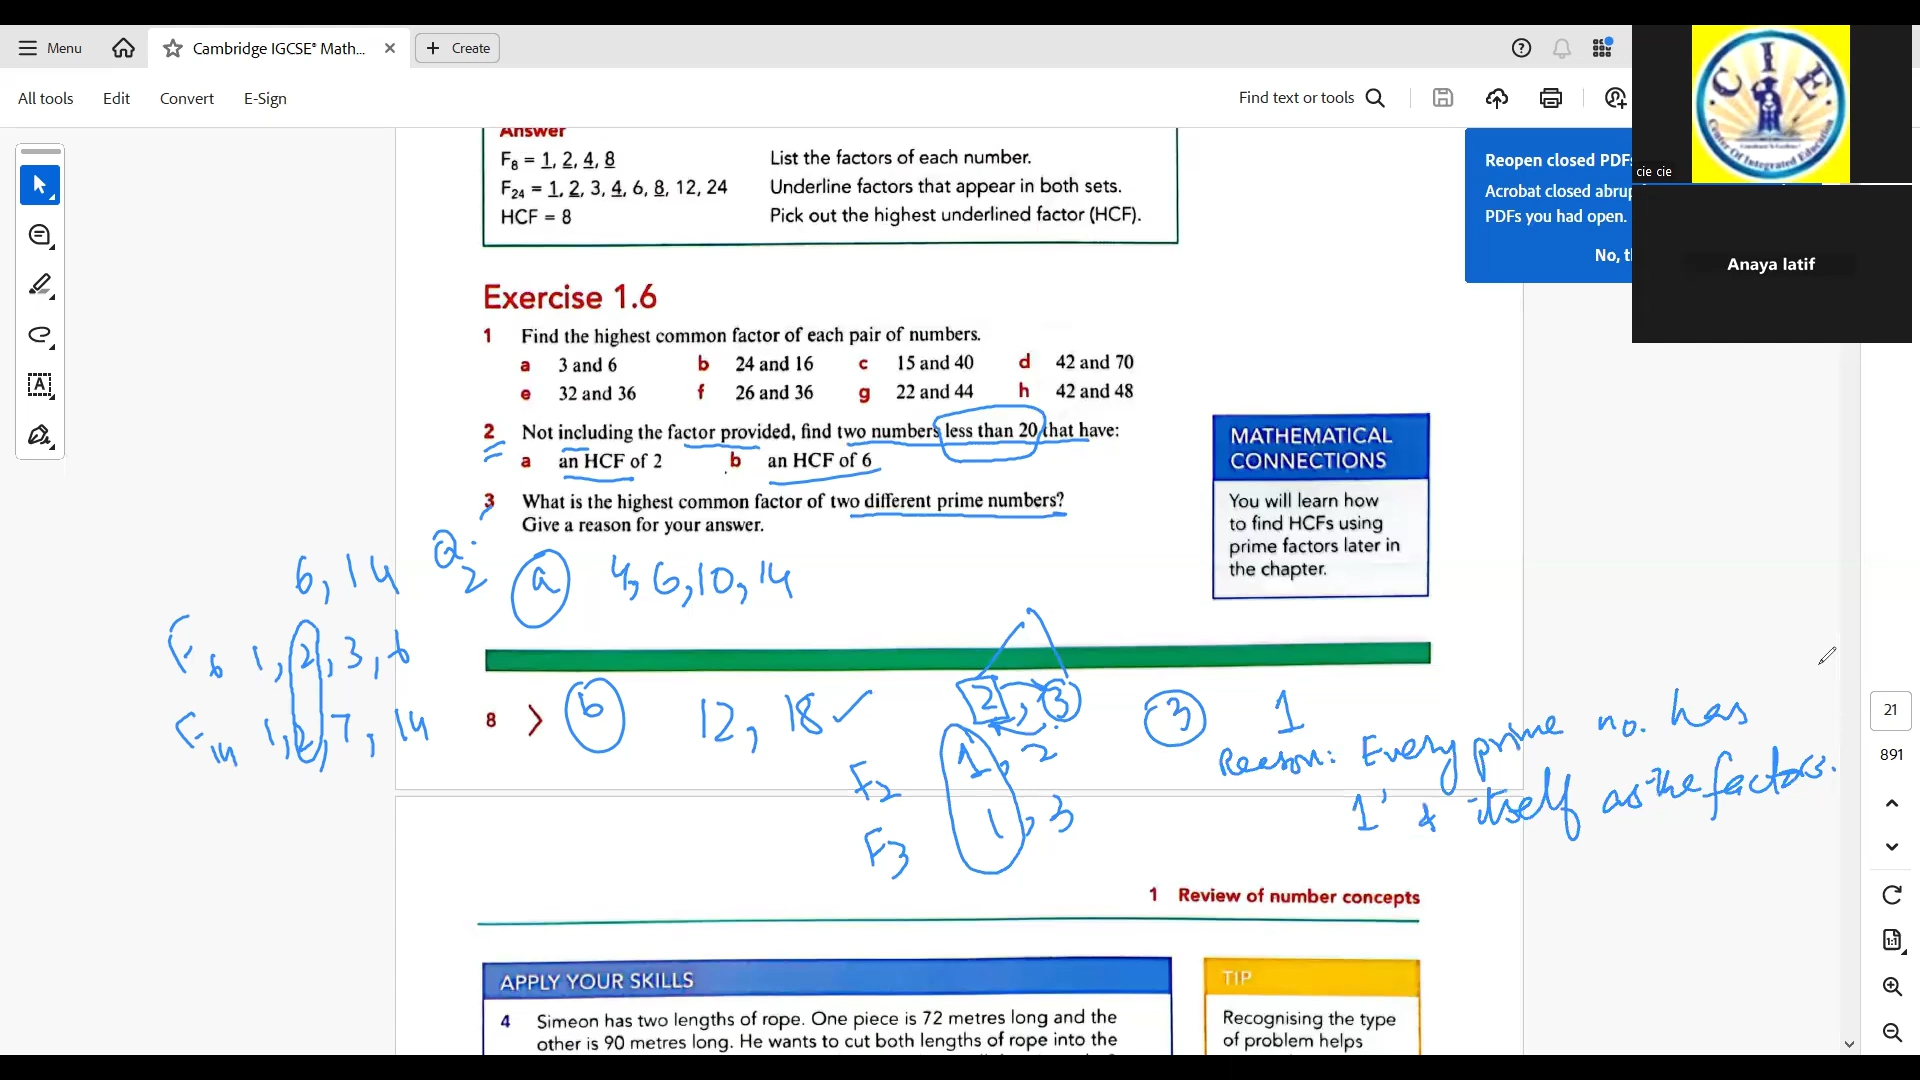 Menu
Cambridge IGCSE® Math...
Create
All tools
Edit
Convert
E-Sign
Find text or tools
Reopen closed PDF
Acrobat closed abru
PDFs you had open.
No, t
C I E
Center Of Integrated Education
cie cie
Anaya latif
Answer
F8 = 1, 2, 4, 8 List the factors of each number.
F24 = 1, 2, 3, 4, 6, 8, 12, 24 Underline factors that appear in both sets.
HCF = 8 Pick out the highest underlined factor (HCF).
Exercise 1.6
1 Find the highest common factor of each pair of numbers.
a 3 and 6 b 24 and 16 c 15 and 40 d 42 and 70
e 32 and 36 f 26 and 36 g 22 and 44 h 42 and 48
2 Not including the factor provided, find two numbers less than 20 that have:
a an HCF of 2 b an HCF of 6
3 What is the highest common factor of two different prime numbers?
Give a reason for your answer.
MATHEMATICAL
CONNECTIONS
You will learn how
to find HCFs using
prime factors later in
the chapter.
6, 14
Q.2 a 4, 6, 10, 14
F6 1, 2, 3, 6
F14 1, 2, 7, 14
8 >
b 12, 18 ✓
2, 3
F2 1, 2
F3 1, 3
3 1
Reason: Every prime no. has
1 & itself as the factors.
21
891
1 Review of number concepts
APPLY YOUR SKILLS
4 Simeon has two lengths of rope. One piece is 72 metres long and the
other is 90 metres long. He wants to cut both lengths of rope into the
TIP
Recognising the type
of problem helps